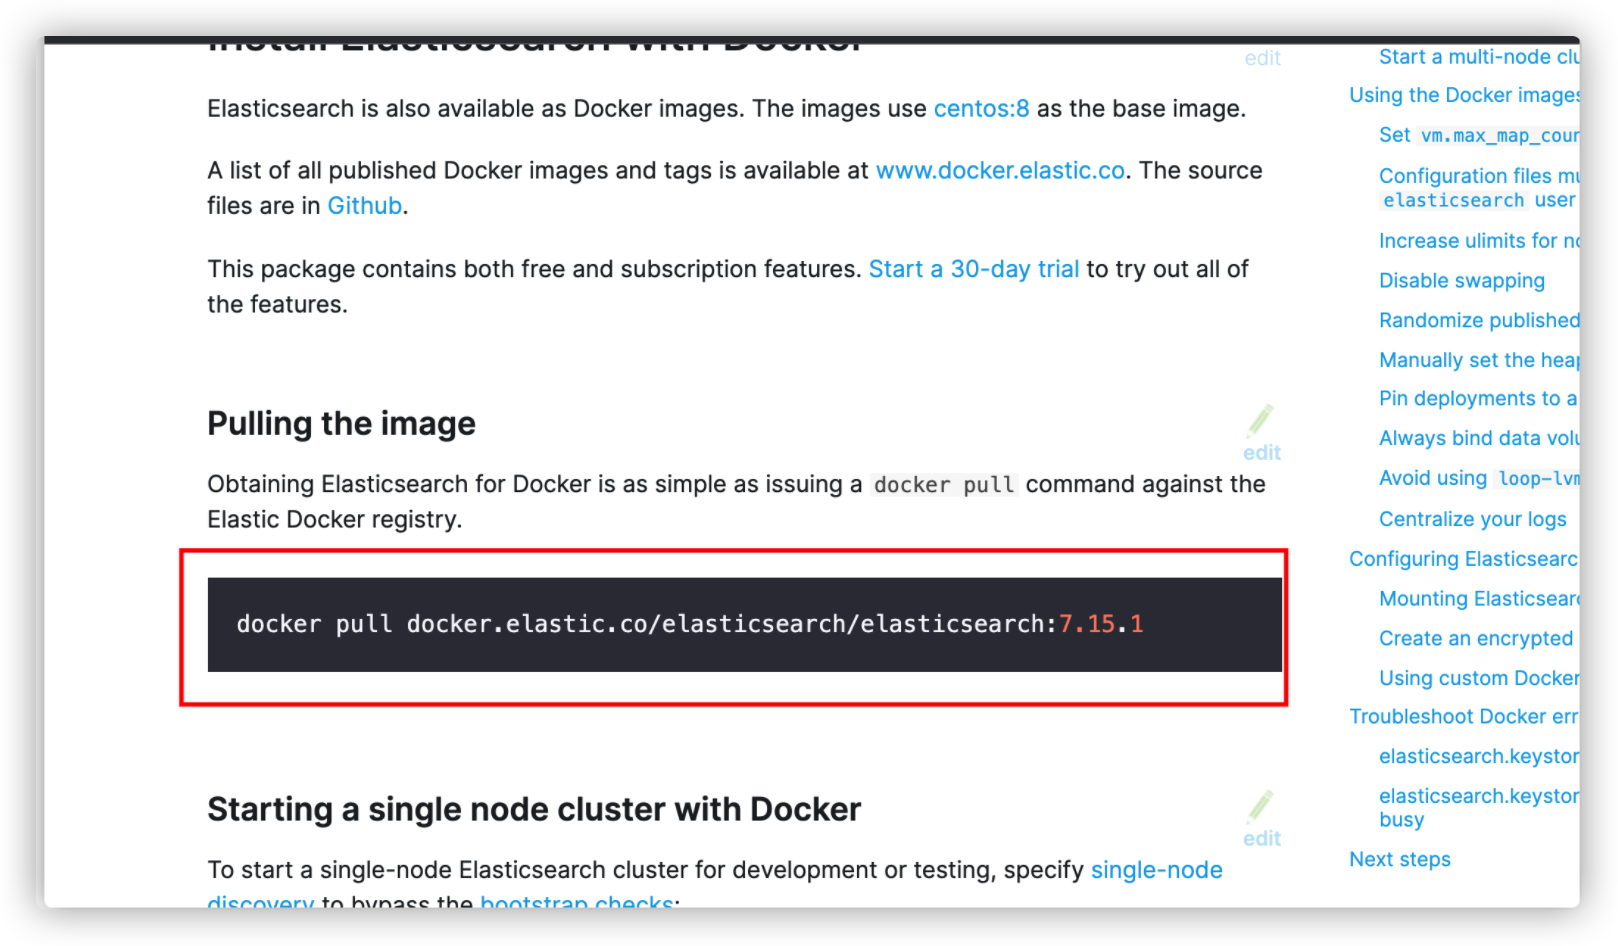 Install Elasticsearch with Docker
edit
Elasticsearch is also available as Docker images. The images use centos:8 as the base image.
A list of all published Docker images and tags is available at www.docker.elastic.co. The source
files are in Github.
This package contains both free and subscription features. Start a 30-day trial to try out all of
the features.
Pulling the image
edit
Obtaining Elasticsearch for Docker is as simple as issuing a docker pull command against the
Elastic Docker registry.
docker pull docker.elastic.co/elasticsearch/elasticsearch:7.15.1
Starting a single node cluster with Docker
edit
To start a single-node Elasticsearch cluster for development or testing, specify single-node
discovery to bypass the bootstrap checks:
Start a multi-node clu
Using the Docker images
Set vm.max_map_coun
Configuration files mu
elasticsearch user
Increase ulimits for no
Disable swapping
Randomize published
Manually set the heap
Pin deployments to a
Always bind data volu
Avoid using loop-lvm
Centralize your logs
Configuring Elasticsearc
Mounting Elasticsearc
Create an encrypted
Using custom Docker
Troubleshoot Docker err
elasticsearch.keystor
elasticsearch.keystor
busy
Next steps